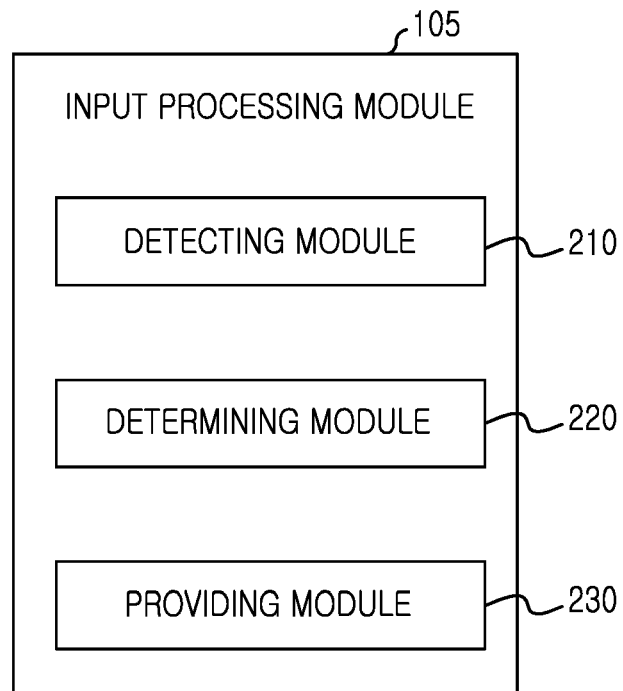 105
INPUT PROCESSING MODULE
DETECTING MODULE 210
DETERMINING MODULE 220
PROVIDING MODULE 230